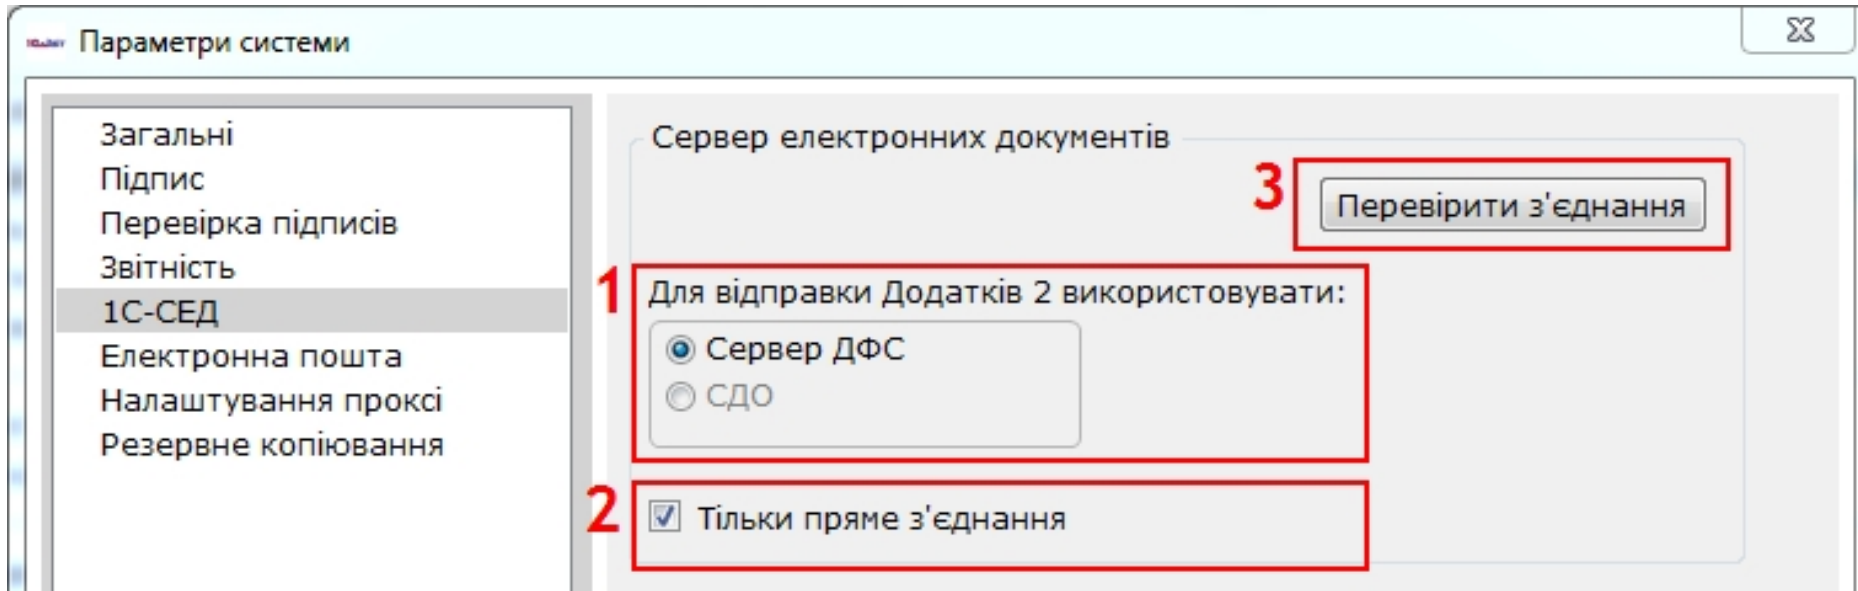 Параметри системи
Загальні
Підпис
Перевірка підписів
Звітність
1С-СЕД
Електронна пошта
Налаштування проксі
Резервне копіювання
Сервер електронних документів
3
Перевірити з'єднання
1
Для відправки Додатків 2 використовувати:
Сервер ДФС
СДО
2
Тільки пряме з'єднання